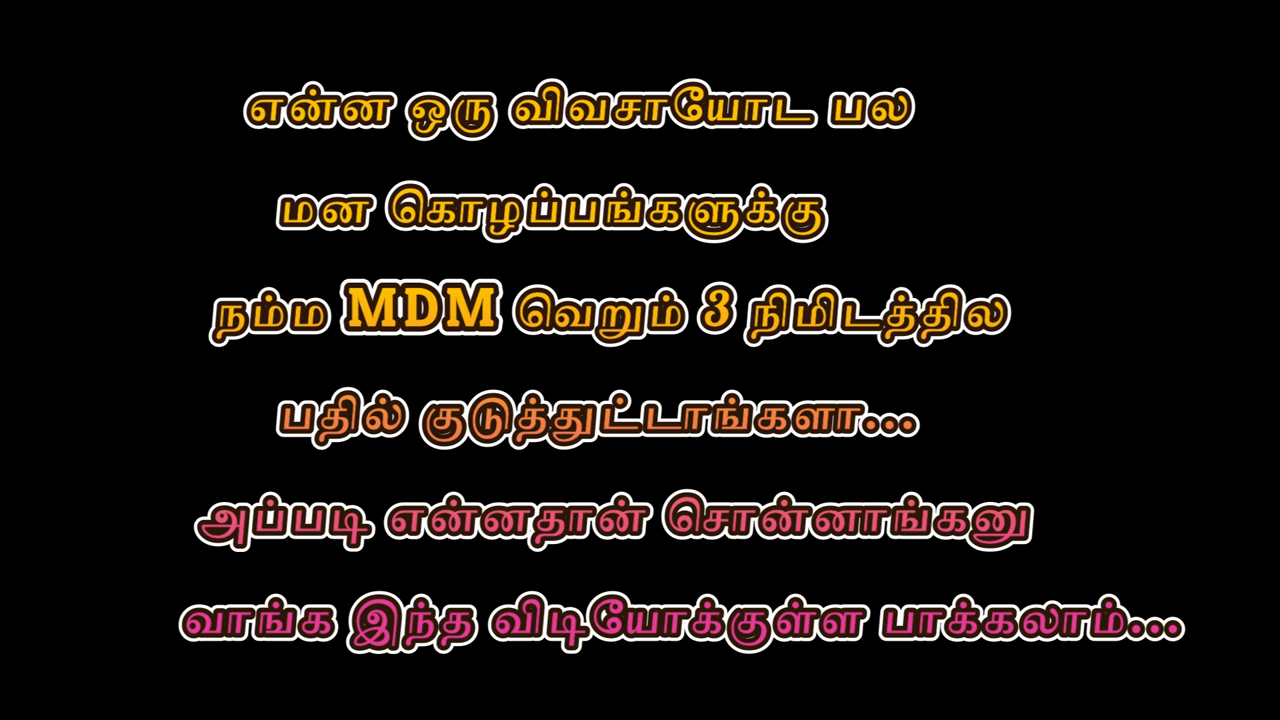 என்ன ஒரு விவசாயோட பல
மன கொழப்பங்களுக்கு
நம்ம MDM வெறும் 3 நிமிடத்தில
பதில் குடுத்துட்டாங்களா...
அப்படி என்னதான் சொன்னாங்கனு
வாங்க இந்த விடியோக்குள்ள பாக்கலாம்...